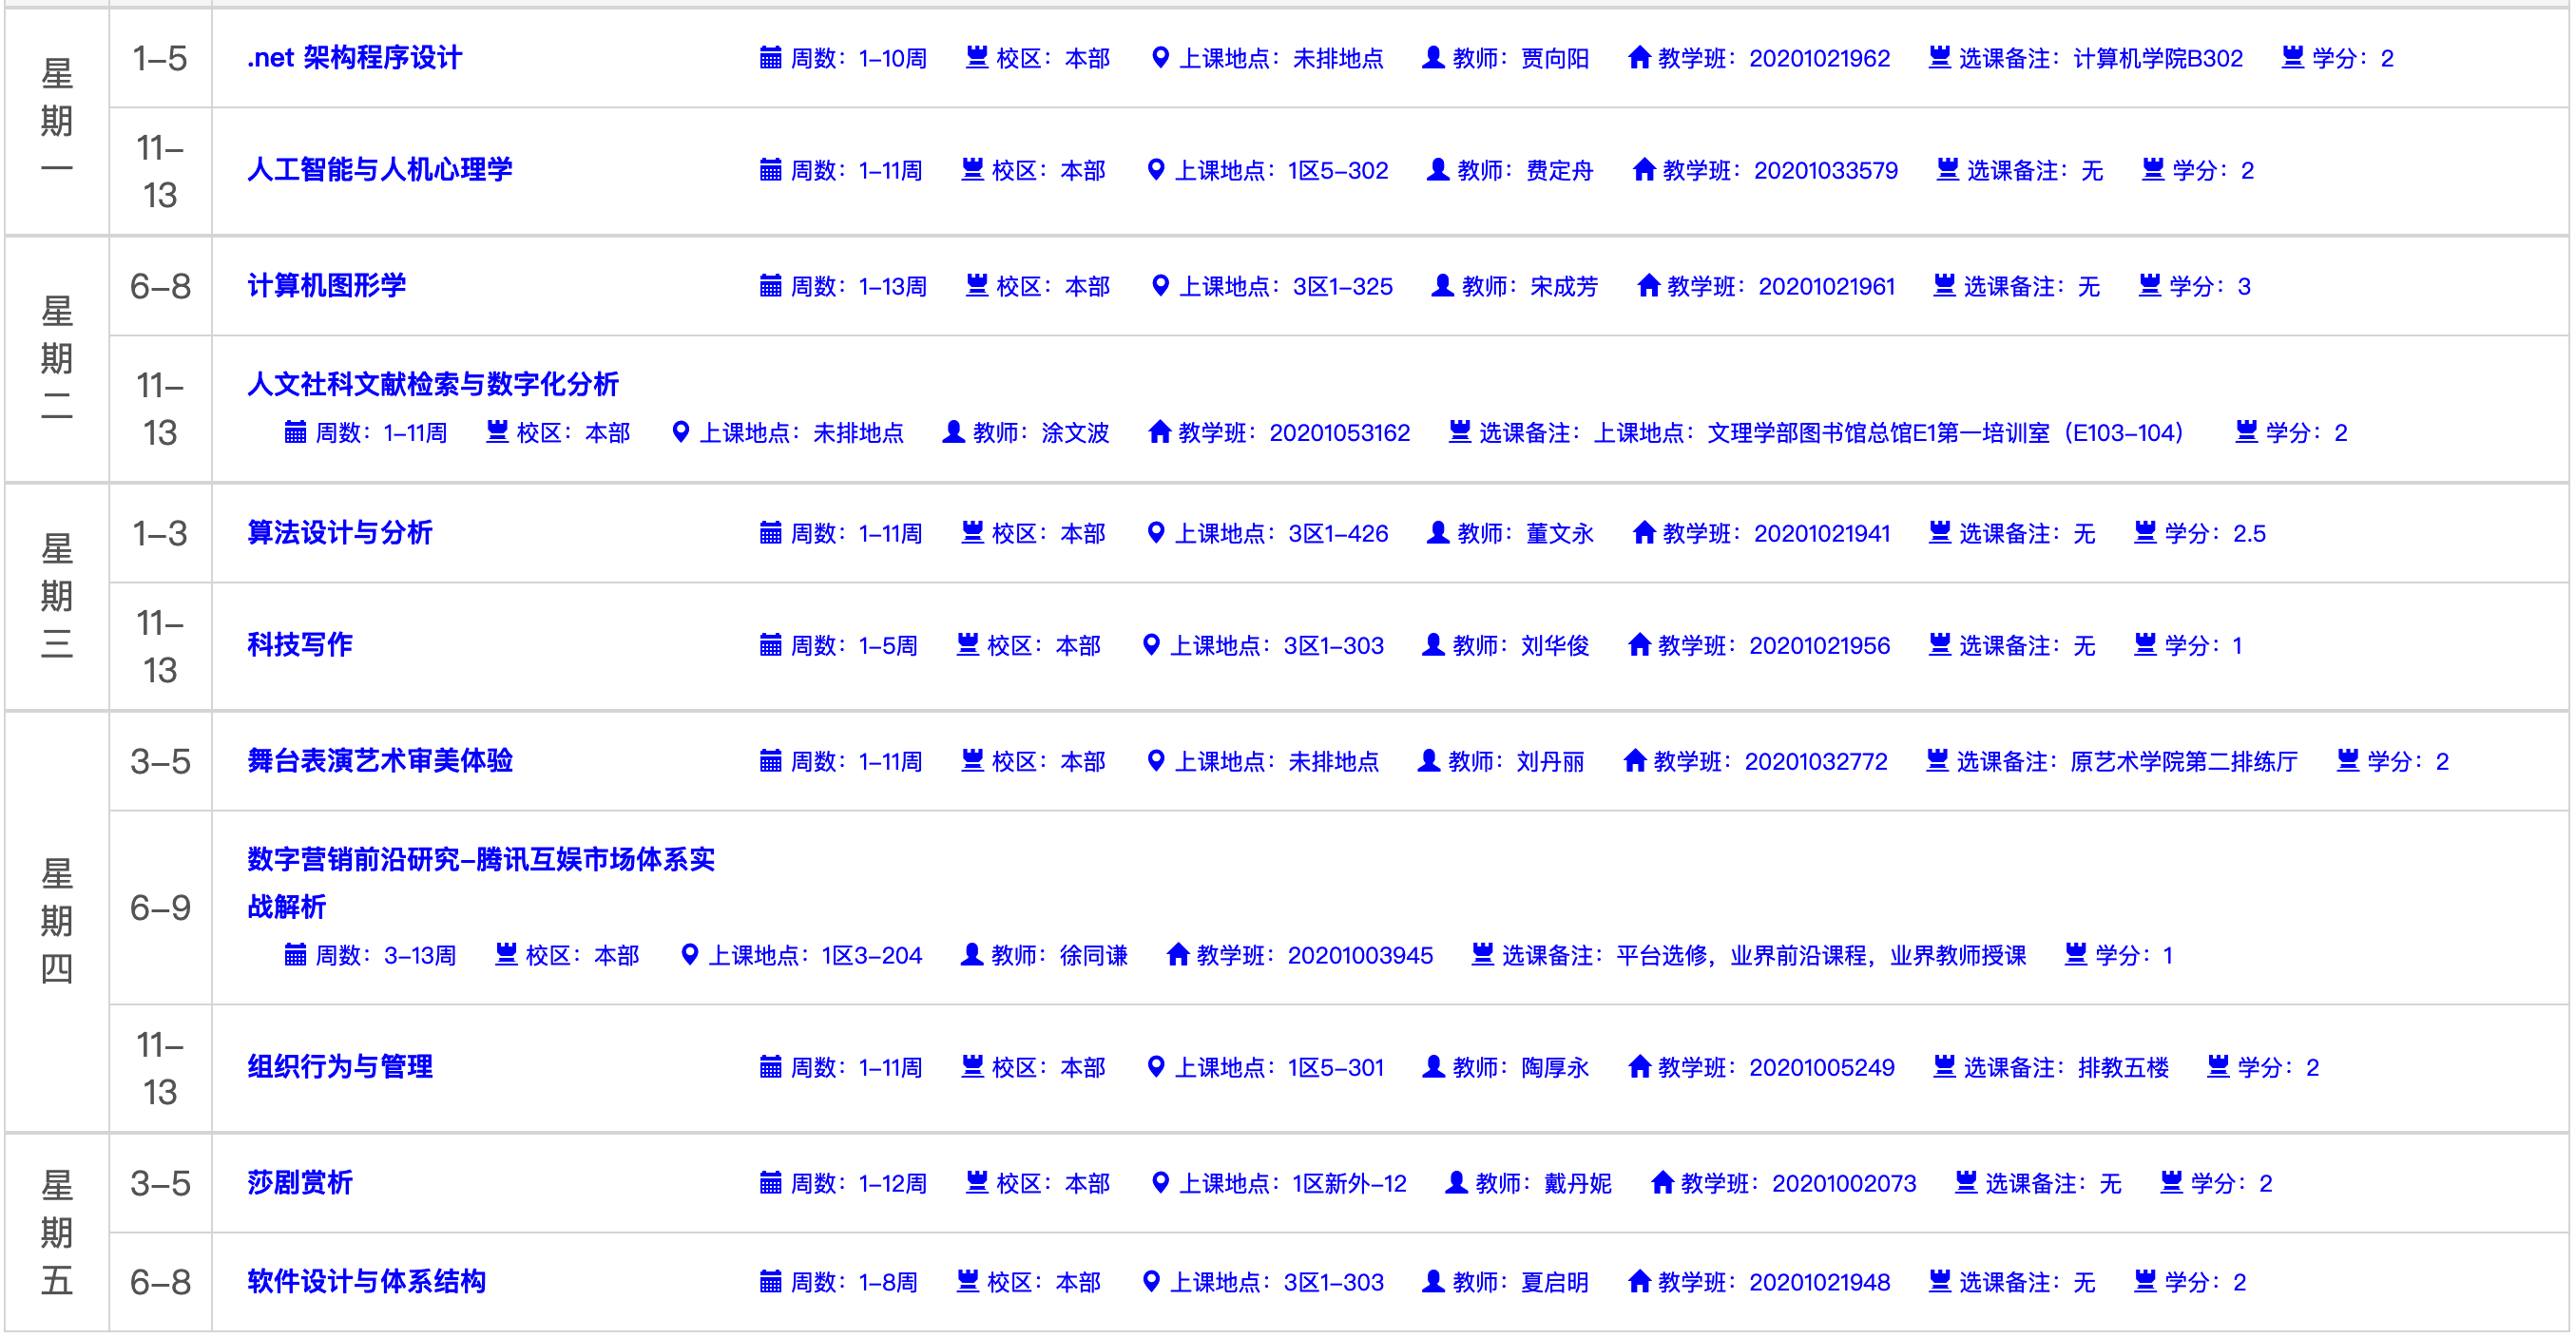 星期一
1-5
.net 架构程序设计
周数：1-10周 校区：本部 上课地点：未排地点 教师：贾向阳 教学班：20201021962 选课备注：计算机学院B302 学分：2
11-13
人工智能与人机心理学
周数：1-11周 校区：本部 上课地点：1区5-302 教师：费定舟 教学班：20201033579 选课备注：无 学分：2
星期二
6-8
计算机图形学
周数：1-13周 校区：本部 上课地点：3区1-325 教师：宋成芳 教学班：20201021961 选课备注：无 学分：3
11-13
人文社科文献检索与数字化分析
周数：1-11周 校区：本部 上课地点：未排地点 教师：涂文波 教学班：20201053162 选课备注：上课地点：文理学部图书馆总馆E1第一培训室（E103-104） 学分：2
星期三
1-3
算法设计与分析
周数：1-11周 校区：本部 上课地点：3区1-426 教师：董文永 教学班：20201021941 选课备注：无 学分：2.5
11-13
科技写作
周数：1-5周 校区：本部 上课地点：3区1-303 教师：刘华俊 教学班：20201021956 选课备注：无 学分：1
星期四
3-5
舞台表演艺术审美体验
周数：1-11周 校区：本部 上课地点：未排地点 教师：刘丹丽 教学班：20201032772 选课备注：原艺术学院第二排练厅 学分：2
6-9
数字营销前沿研究-腾讯互娱市场体系实
战解析
周数：3-13周 校区：本部 上课地点：1区3-204 教师：徐同谦 教学班：20201003945 选课备注：平台选修，业界前沿课程，业界教师授课 学分：1
11-13
组织行为与管理
周数：1-11周 校区：本部 上课地点：1区5-301 教师：陶厚永 教学班：20201005249 选课备注：排教五楼 学分：2
星期五
3-5
莎剧赏析
周数：1-12周 校区：本部 上课地点：1区新外-12 教师：戴丹妮 教学班：20201002073 选课备注：无 学分：2
6-8
软件设计与体系结构
周数：1-8周 校区：本部 上课地点：3区1-303 教师：夏启明 教学班：20201021948 选课备注：无 学分：2